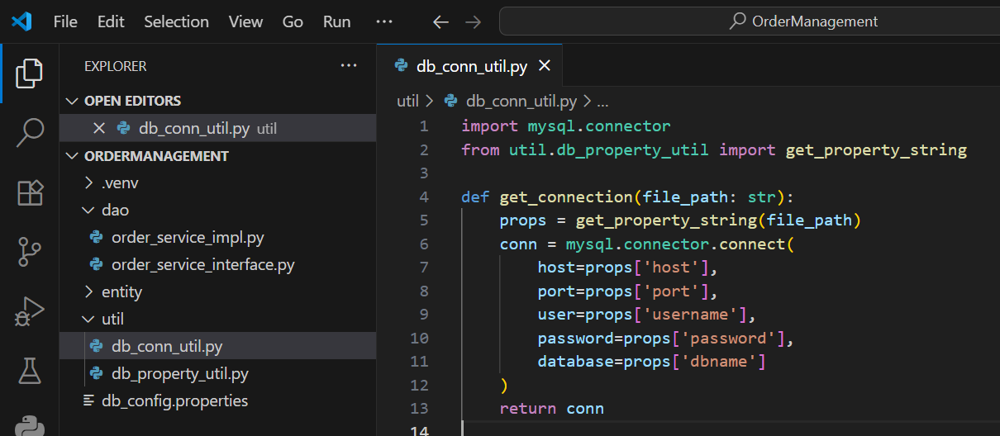 File Edit Selection View Go Run ··· OrderManagement
EXPLORER ···
OPEN EDITORS
db_conn_util.py util
ORDERMANAGEMENT
.venv
dao
order_service_impl.py
order_service_interface.py
entity
util
db_conn_util.py
db_property_util.py
db_config.properties
db_conn_util.py
util > db_conn_util.py > ...
1 import mysql.connector
2 from util.db_property_util import get_property_string
3
4 def get_connection(file_path: str):
5     props = get_property_string(file_path)
6     conn = mysql.connector.connect(
7         host=props['host'],
8         port=props['port'],
9         user=props['username'],
10         password=props['password'],
11         database=props['dbname']
12     )
13     return conn
14